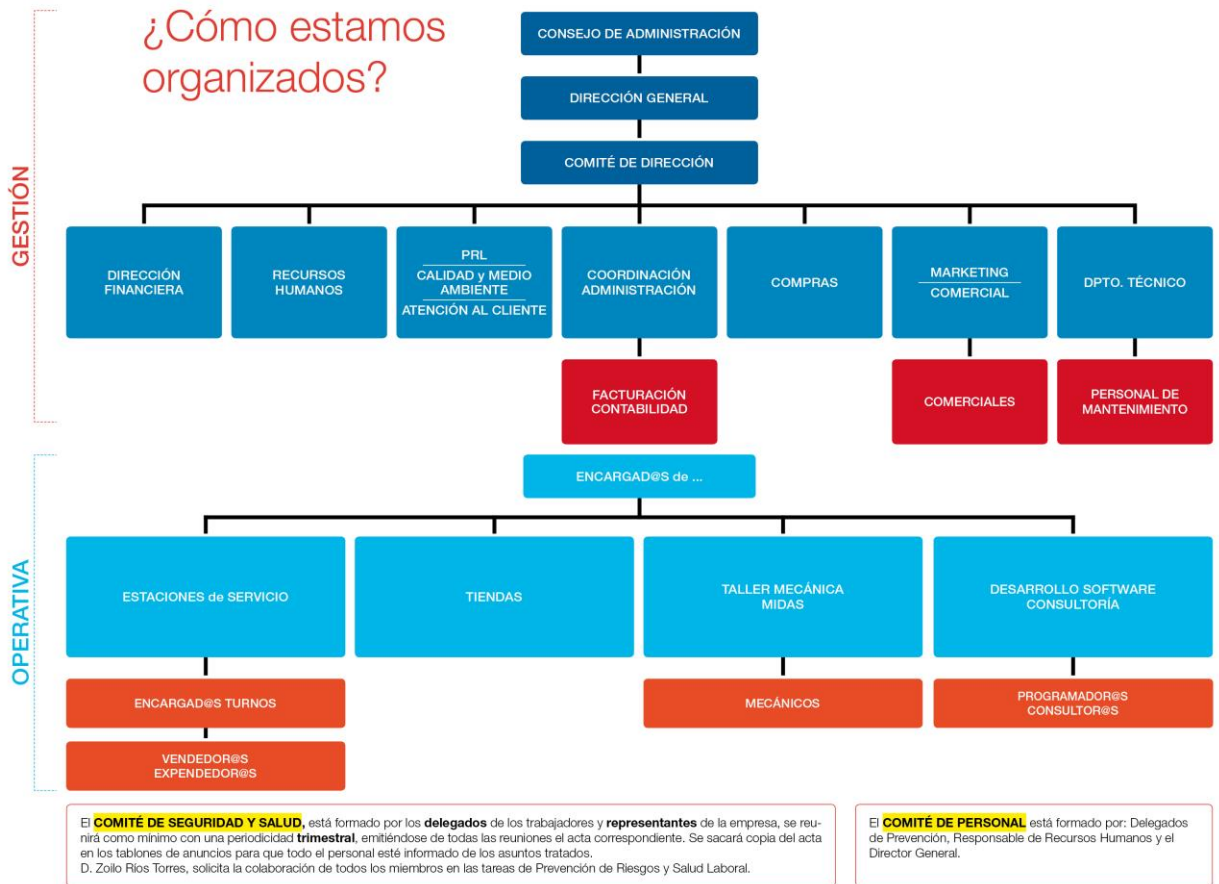 ¿Cómo estamos
organizados?
GESTIÓN
CONSEJO DE ADMINISTRACIÓN
DIRECCIÓN GENERAL
COMITÉ DE DIRECCIÓN
DIRECCIÓN
FINANCIERA
RECURSOS
HUMANOS
PRL
CALIDAD y MEDIO
AMBIENTE
ATENCIÓN AL CLIENTE
COORDINACIÓN
ADMINISTRACIÓN
COMPRAS
MARKETING
COMERCIAL
DPTO. TÉCNICO
FACTURACIÓN
CONTABILIDAD
COMERCIALES
PERSONAL DE
MANTENIMIENTO
OPERATIVA
ENCARGAD@S de ...
ESTACIONES de SERVICIO
TIENDAS
TALLER MECÁNICA
MIDAS
DESARROLLO SOFTWARE
CONSULTORÍA
ENCARGAD@S TURNOS
MECÁNICOS
PROGRAMADOR@S
CONSULTOR@S
VENDEDOR@S
EXPENDEDOR@S
El COMITÉ DE SEGURIDAD Y SALUD, está formado por los delegados de los trabajadores y representantes de la empresa, se reu-
nirá como mínimo con una periodicidad trimestral, emitiéndose de todas las reuniones el acta correspondiente. Se sacará copia del acta
en los tablones de anuncios para que todo el personal esté informado de los asuntos tratados.
D. Zoilo Ríos Torres, solicita la colaboración de todos los miembros en las tareas de Prevención de Riesgos y Salud Laboral.
El COMITÉ DE PERSONAL está formado por: Delegados
de Prevención, Responsable de Recursos Humanos y el
Director General.